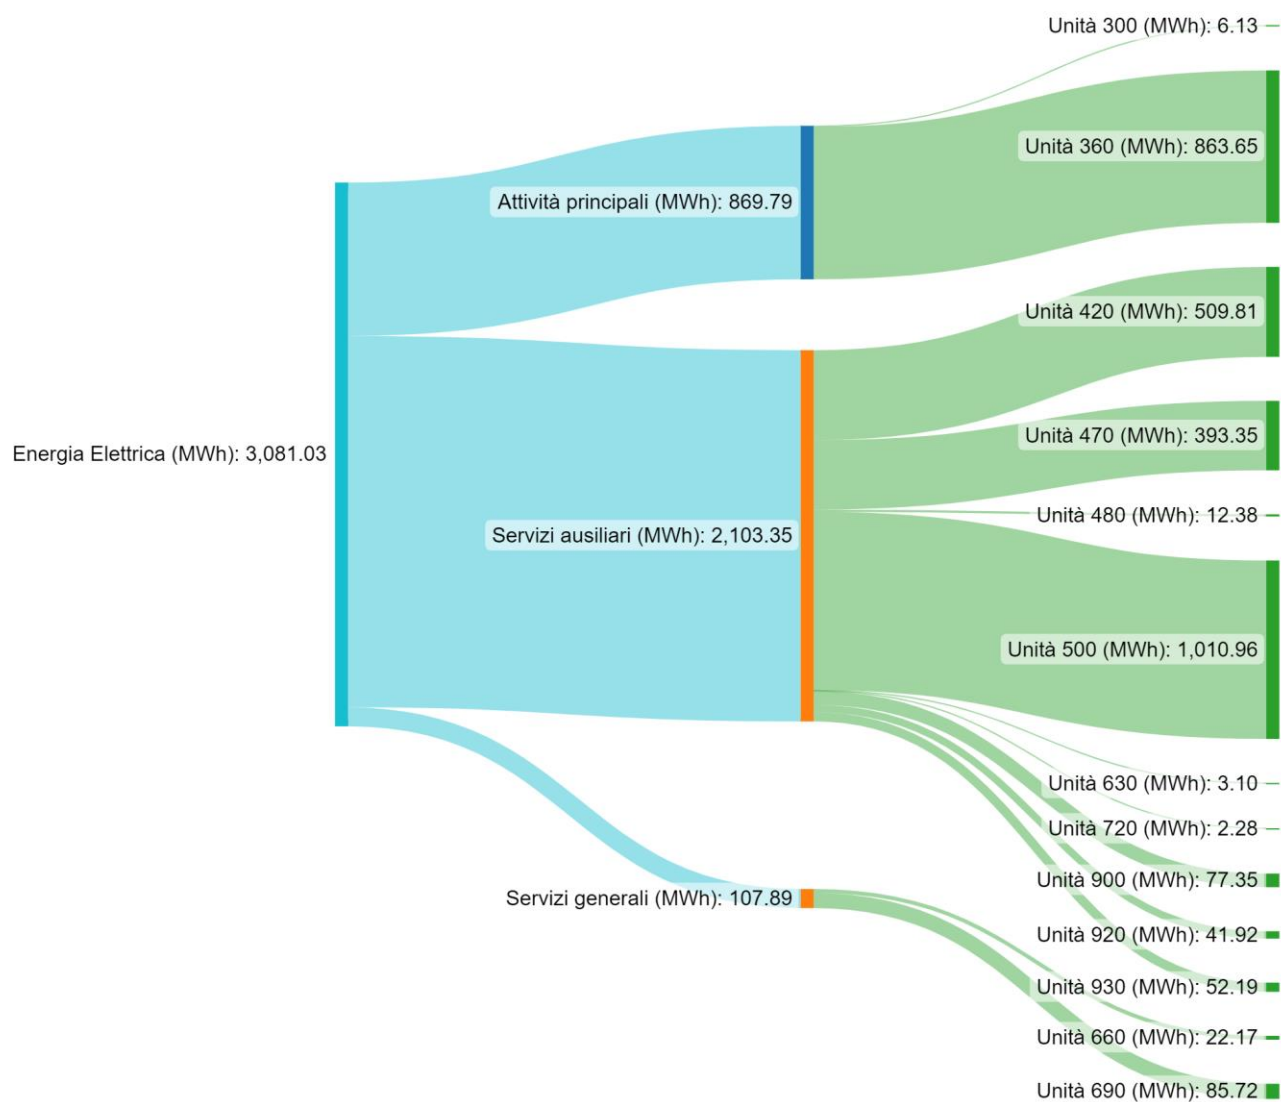 Unità 300 (MWh): 6.13
Unità 360 (MWh): 863.65
Attività principali (MWh): 869.79
Unità 420 (MWh): 509.81
Unità 470 (MWh): 393.35
Energia Elettrica (MWh): 3,081.03
Unità 480 (MWh): 12.38
Servizi ausiliari (MWh): 2,103.35
Unità 500 (MWh): 1,010.96
Unità 630 (MWh): 3.10
Unità 720 (MWh): 2.28
Unità 900 (MWh): 77.35
Servizi generali (MWh): 107.89
Unità 920 (MWh): 41.92
Unità 930 (MWh): 52.19
Unità 660 (MWh): 22.17
Unità 690 (MWh): 85.72